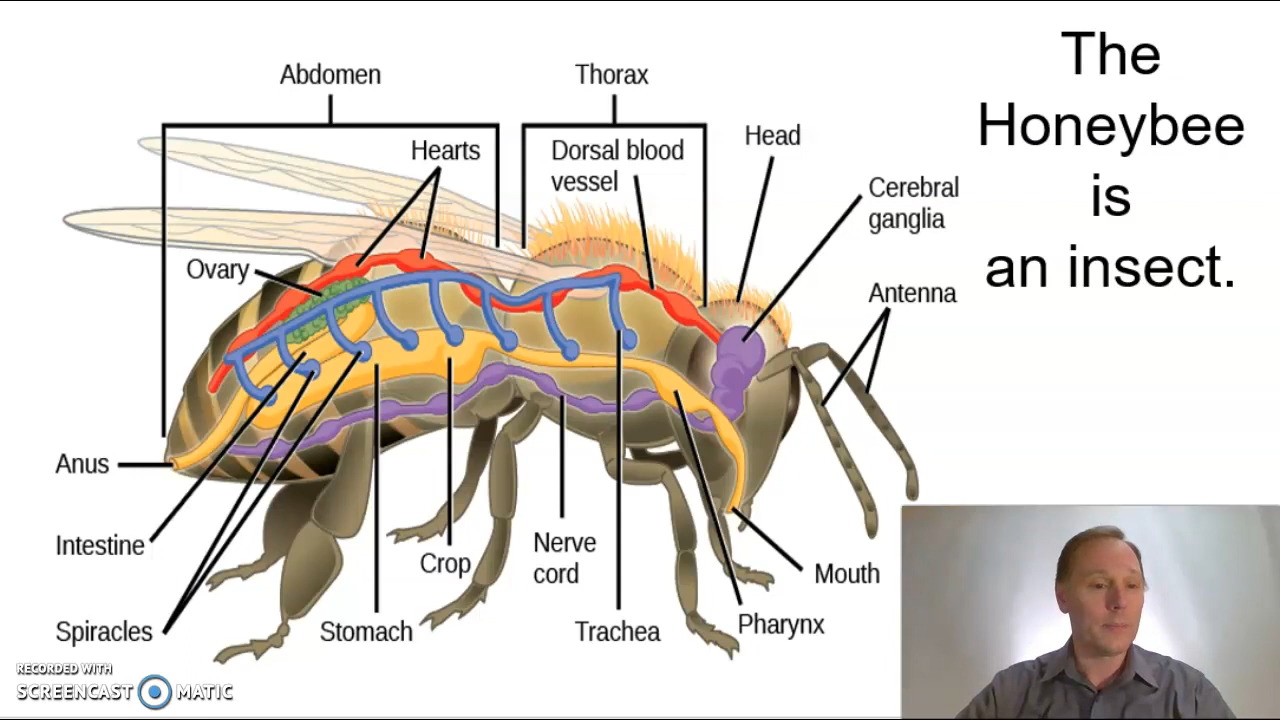 The
Honeybee
is
an insect.
Abdomen
Thorax
Head
Hearts
Dorsal blood
vessel
Cerebral
ganglia
Ovary
Antenna
Anus
Intestine
Crop
Nerve
cord
Mouth
Spiracles
Stomach
Trachea
Pharynx
RECORDED WITH
SCREENCAST MATIC